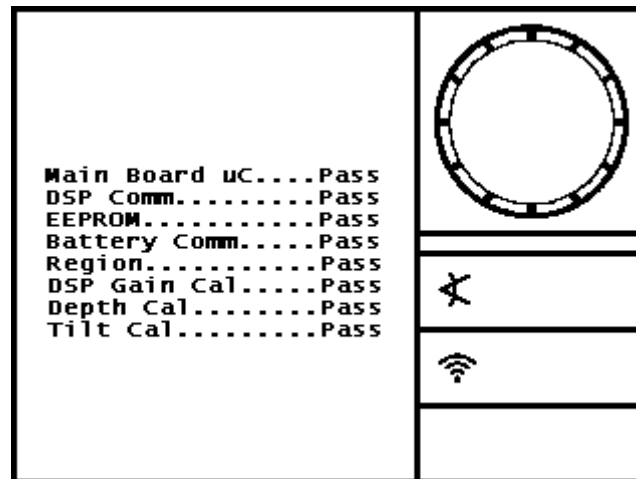 Main Board uC....Pass
DSP Comm.........Pass
EEPROM...........Pass
Battery Comm.....Pass
Region...........Pass
DSP Gain Cal.....Pass
Depth Cal........Pass
Tilt Cal.........Pass